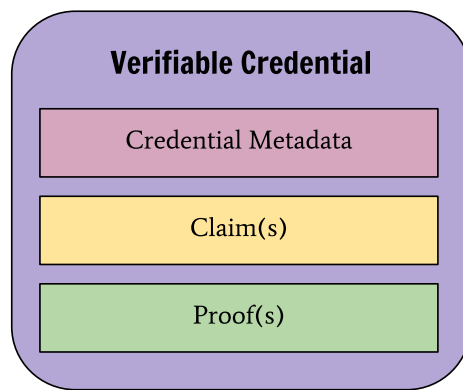 Verifiable Credential
Credential Metadata
Claim(s)
Proof(s)